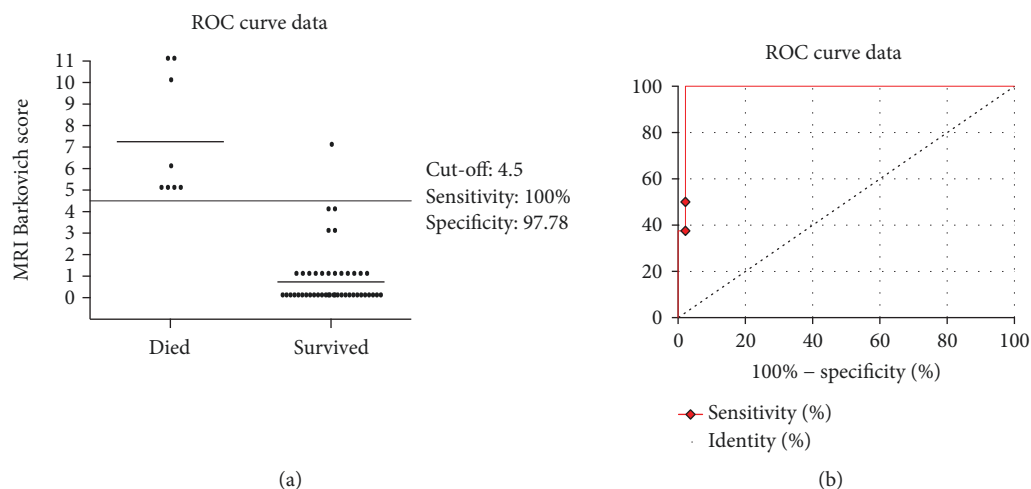 ROC curve data
MRI Barkovich score
11
10
9
8
7
6
5
4
3
2
1
0
Died Survived
Cut-off: 4.5
Sensitivity: 100%
Specificity: 97.78
(a)
ROC curve data
100
80
60
40
20
0
0 20 40 60 80 100
100% − specificity (%)
Sensitivity (%)
Identity (%)
(b)